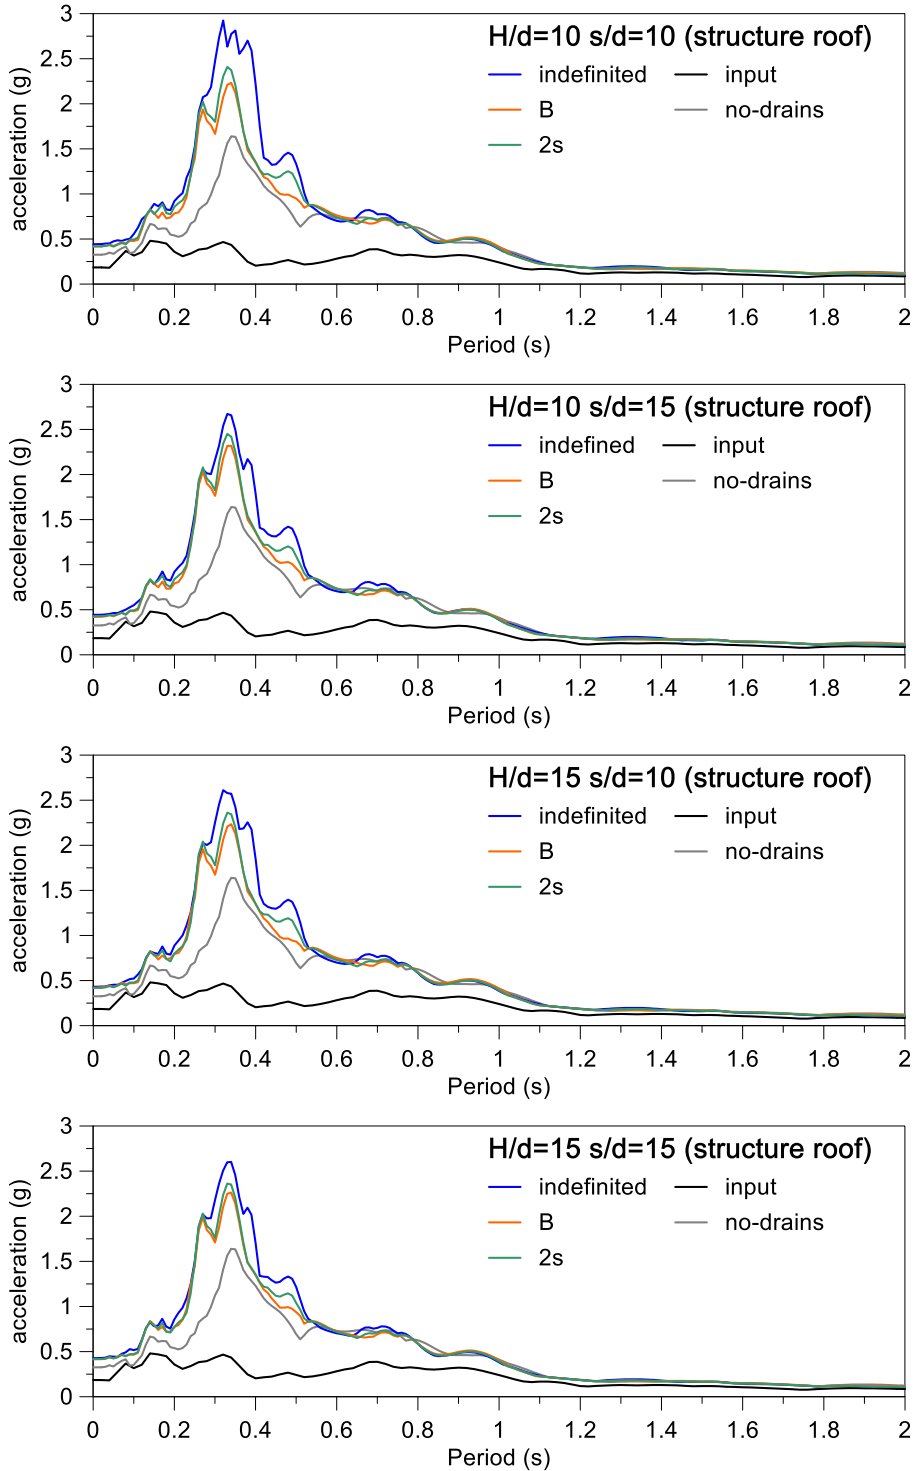 H/d=10 s/d=10 (structure roof)
indefinited input
B no-drains
2s
acceleration (g)
3
2.5
2
1.5
1
0.5
0
0 0.2 0.4 0.6 0.8 1 1.2 1.4 1.6 1.8 2
Period (s)
H/d=10 s/d=15 (structure roof)
indefined input
B no-drains
2s
acceleration (g)
3
2.5
2
1.5
1
0.5
0
0 0.2 0.4 0.6 0.8 1 1.2 1.4 1.6 1.8 2
Period (s)
H/d=15 s/d=10 (structure roof)
indefinited input
B no-drains
2s
acceleration (g)
3
2.5
2
1.5
1
0.5
0
0 0.2 0.4 0.6 0.8 1 1.2 1.4 1.6 1.8 2
Period (s)
H/d=15 s/d=15 (structure roof)
indefinited input
B no-drains
2s
acceleration (g)
3
2.5
2
1.5
1
0.5
0
0 0.2 0.4 0.6 0.8 1 1.2 1.4 1.6 1.8 2
Period (s)